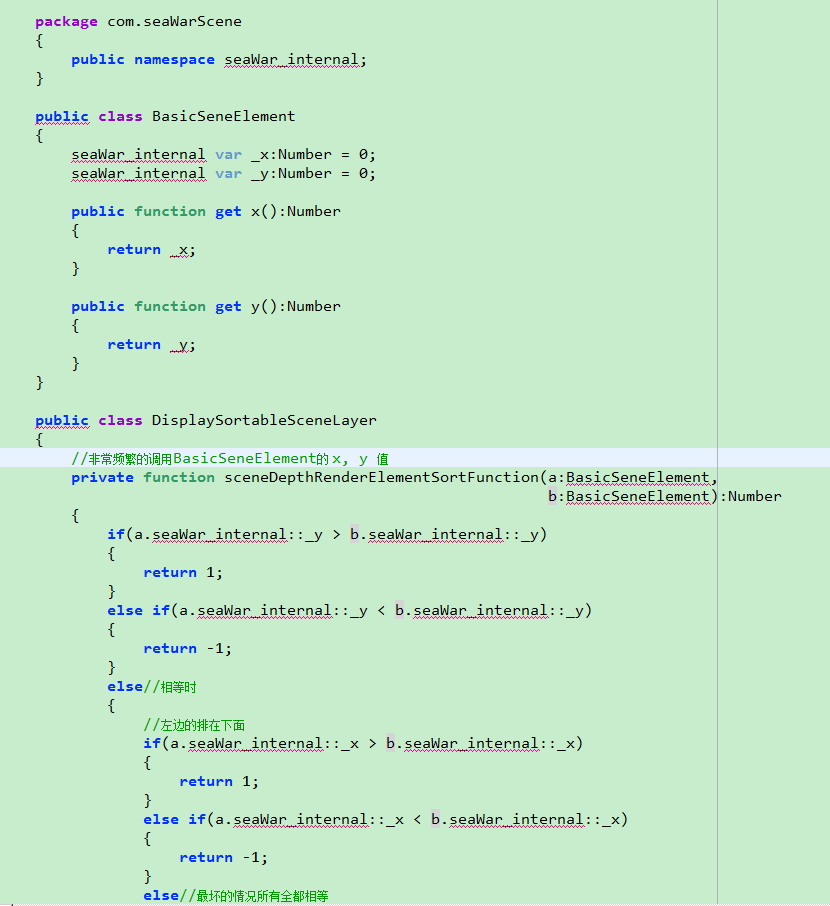 package com.seaWarScene
{
public namespace seaWar_internal;
}
public class BasicSeneElement
{
seaWar_internal var _x:Number = 0;
seaWar_internal var _y:Number = 0;
public function get x():Number
{
return _x;
}
public function get y():Number
{
return _y;
}
}
public class DisplaySortableSceneLayer
{
//非常频繁的调用BasicSeneElement的 x, y 值
private function sceneDepthRenderElementSortFunction(a:BasicSeneElement,
b:BasicSeneElement):Number
{
if(a.seaWar_internal::_y > b.seaWar_internal::_y)
{
return 1;
}
else if(a.seaWar_internal::_y < b.seaWar_internal::_y)
{
return -1;
}
else//相等时
{
//左边的排在下面
if(a.seaWar_internal::_x > b.seaWar_internal::_x)
{
return 1;
}
else if(a.seaWar_internal::_x < b.seaWar_internal::_x)
{
return -1;
}
else//最坏的情况所有全都相等